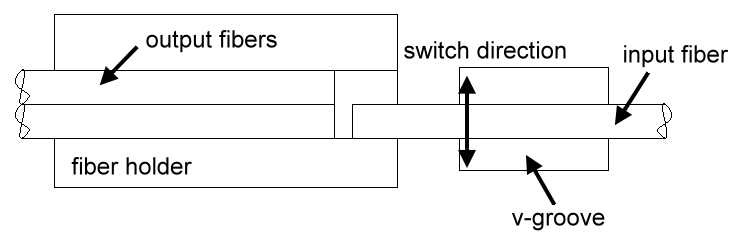 output fibers
switch direction
input fiber
fiber holder
v-groove